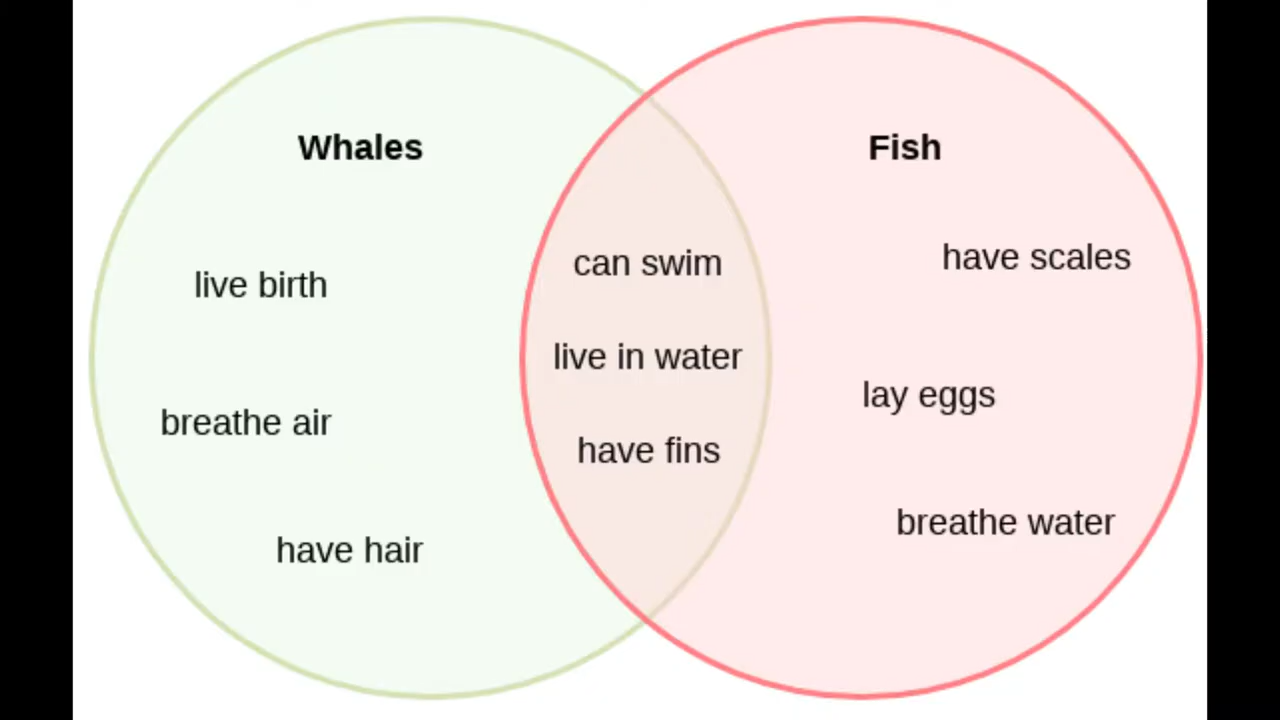 Whales
live birth
breathe air
have hair
can swim
live in water
have fins
Fish
have scales
lay eggs
breathe water